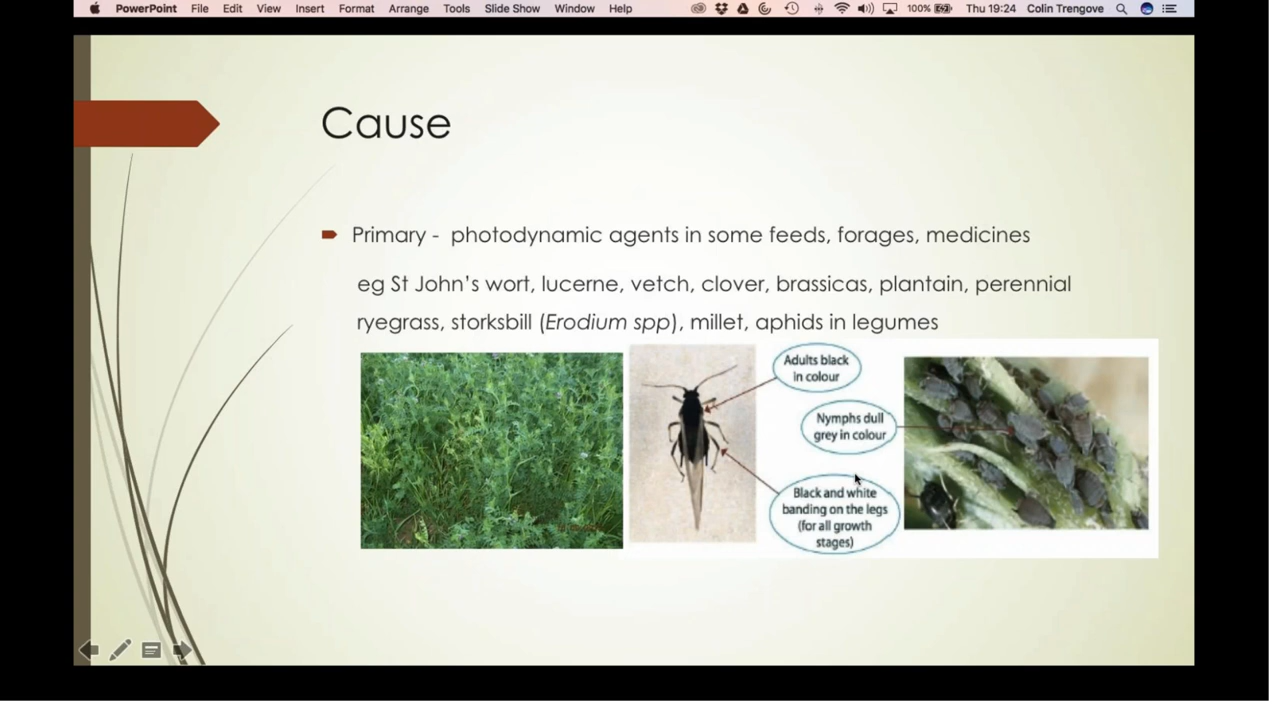 PowerPoint File Edit View Insert Format Arrange Tools Slide Show Window Help 100% Thu 19:24 Colin Trengove
Cause
Primary - photodynamic agents in some feeds, forages, medicines
eg St John's wort, lucerne, vetch, clover, brassicas, plantain, perennial
ryegrass, storksbill (Erodium spp), millet, aphids in legumes
Adults black
in colour
Nymphs dull
grey in colour
Black and white
banding on the legs
(for all growth
stages)